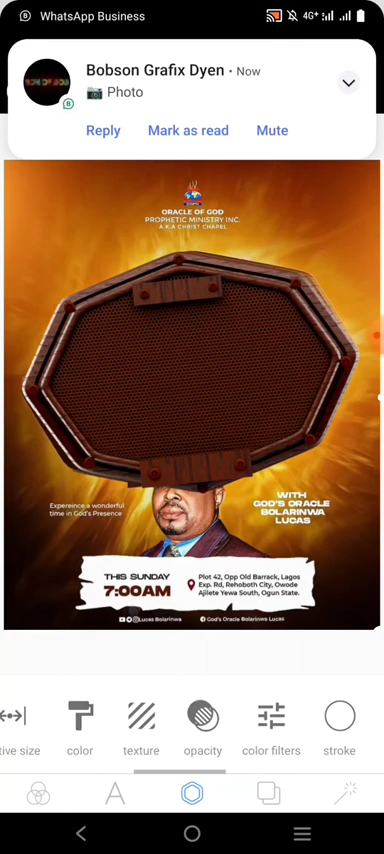 WhatsApp Business
4G+
Bobson Grafix Dyen • Now
Photo
Reply
Mark as read
Mute
ORACLE OF GOD
PROPHETIC MINISTRY INC.
A.K.A CHRIST CHAPEL
Expereince a wonderful
time in God's Presence
WITH
GOD'S ORACLE
BOLARINWA
LUCAS
THIS SUNDAY
7:00AM
Plot 42, Opp Old Barrack, Lagos
Exp. Rd, Rehoboth City, Owode
Ajilete Yewa South, Ogun State.
Lucas Bolarinwa
God's Oracle Bolarinwa Lucas
tive size
color
texture
opacity
color filters
stroke